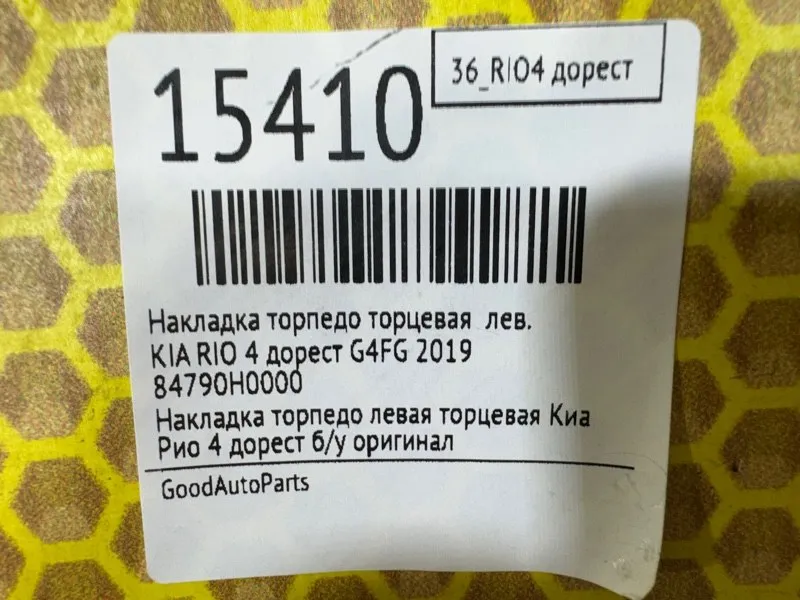 36_RIO4 дорест
15410
Накладка торпедо торцевая лев.
KIA RIO 4 дорест G4FG 2019
84790H0000
Накладка торпедо левая торцевая Киа
Рио 4 дорест б/у оригинал
GoodAutoParts